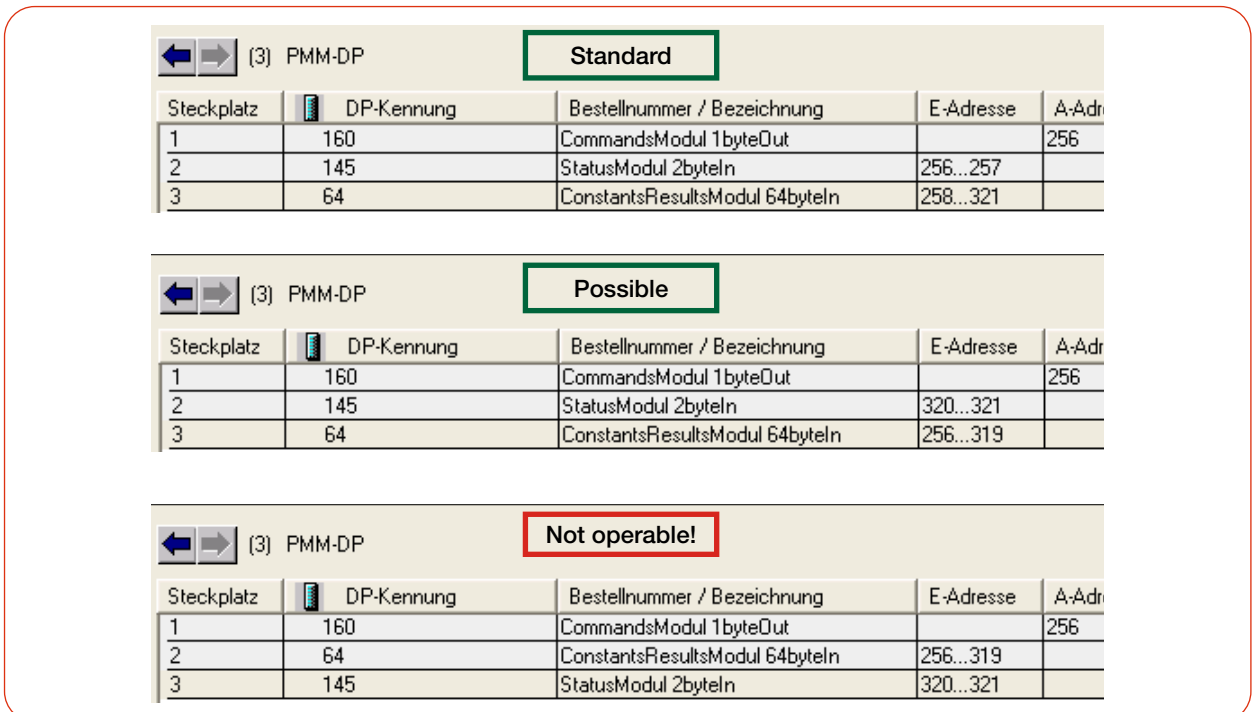 (3) PMM-DP Standard
Steckplatz DP-Kennung Bestellnummer / Bezeichnung E-Adresse A-Adr
1 160 CommandsModul 1byteOut 256
2 145 StatusModul 2byteIn 256...257
3 64 ConstantsResultsModul 64byteIn 258...321
(3) PMM-DP Possible
Steckplatz DP-Kennung Bestellnummer / Bezeichnung E-Adresse A-Adr
1 160 CommandsModul 1byteOut 256
2 145 StatusModul 2byteIn 320...321
3 64 ConstantsResultsModul 64byteIn 256...319
(3) PMM-DP Not operable!
Steckplatz DP-Kennung Bestellnummer / Bezeichnung E-Adresse A-Adr
1 160 CommandsModul 1byteOut 256
2 64 ConstantsResultsModul 64byteIn 256...319
3 145 StatusModul 2byteIn 320...321